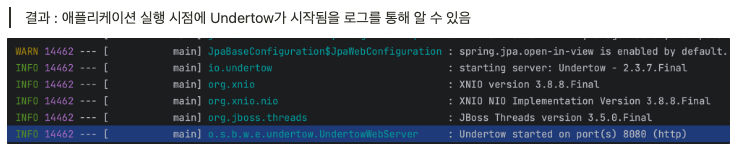 결과 : 애플리케이션 실행 시점에 Undertow가 시작됨을 로그를 통해 알 수 있음
WARN 14462 --- [ main] JpaBaseConfiguration$JpaWebConfiguration : spring.jpa.open-in-view is enabled by default.
INFO 14462 --- [ main] io.undertow : starting server: Undertow - 2.3.7.Final
INFO 14462 --- [ main] org.xnio : XNIO version 3.8.8.Final
INFO 14462 --- [ main] org.xnio.nio : XNIO NIO Implementation Version 3.8.8.Final
INFO 14462 --- [ main] org.jboss.threads : JBoss Threads version 3.5.0.Final
INFO 14462 --- [ main] o.s.b.w.e.undertow.UndertowWebServer : Undertow started on port(s) 8080 (http)